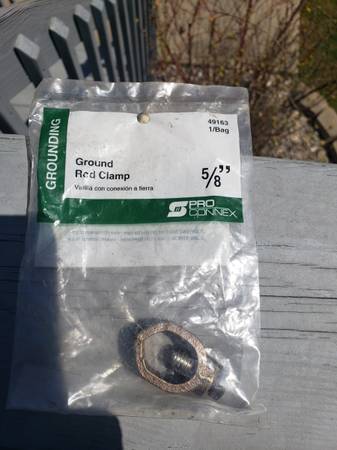 49163
1/Bag
GROUNDING
Ground
Rod Clamp
5/8"
Varilla con conexión a tierra
PRO
CONNEX